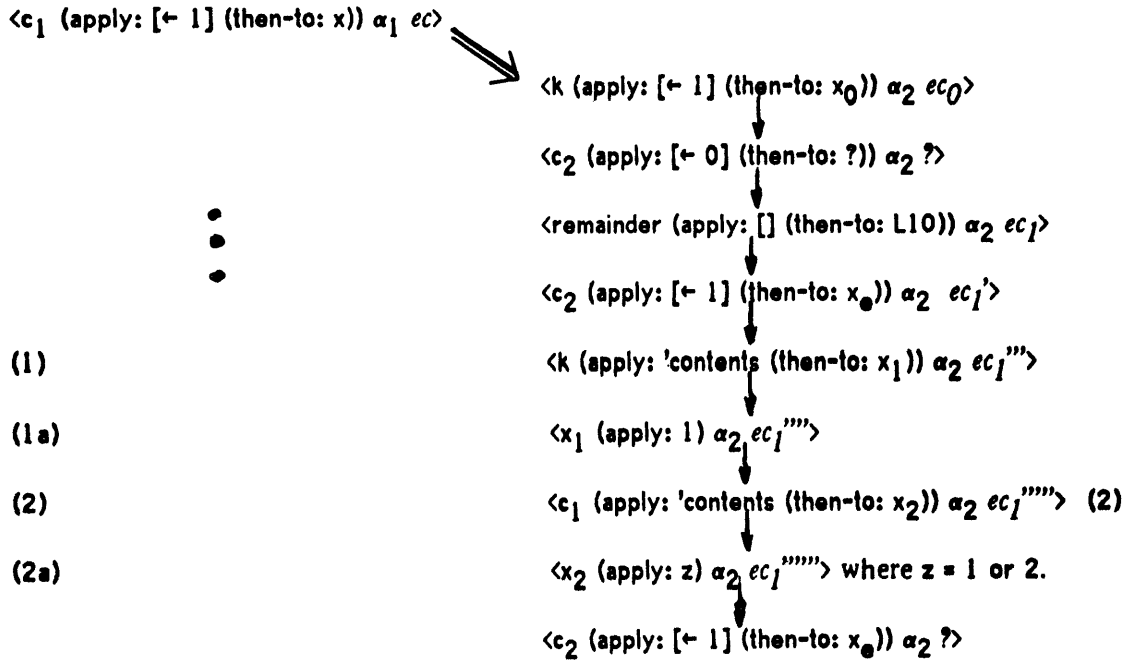 <c₁ (apply: [← 1] (then-to: x)) α₁ ec>
<k (apply: [← 1] (then-to: x₀)) α₂ ec₀>
<c₂ (apply: [← 0] (then-to: ?)) α₂ ?>
<remainder (apply: [] (then-to: L10)) α₂ ec₁>
<c₂ (apply: [← 1] (then-to: xₑ)) α₂ ec₁'>
(1) <k (apply: 'contents (then-to: x₁)) α₂ ec₁'''>
(1a) <x₁ (apply: 1) α₂ ec₁''''>
(2) <c₁ (apply: 'contents (then-to: x₂)) α₂ ec₁'''''> (2)
(2a) <x₂ (apply: z) α₂ ec₁''''''> where z = 1 or 2.
<c₂ (apply: [← 1] (then-to: xₑ)) α₂ ?>